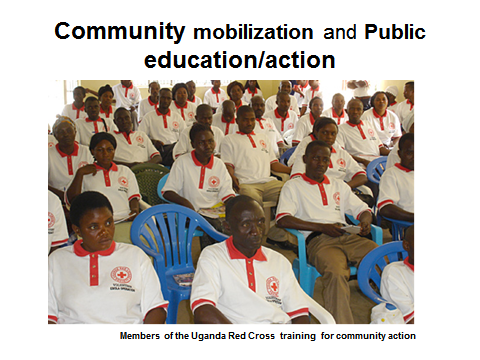 Community mobilization and Public
education/action
Members of the Uganda Red Cross training for community action